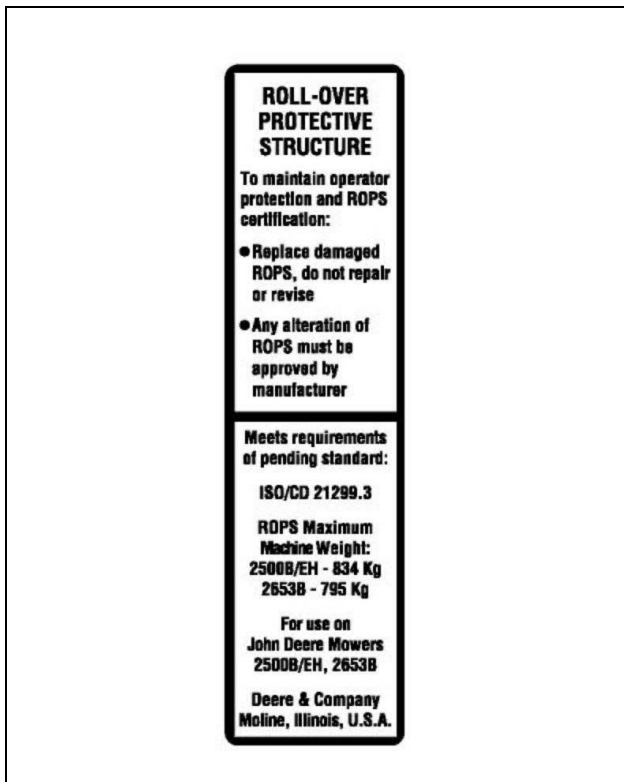 ROLL-OVER
PROTECTIVE
STRUCTURE
To maintain operator
protection and ROPS
certification:
●Replace damaged
ROPS, do not repair
or revise
●Any alteration of
ROPS must be
approved by
manufacturer
Meets requirements
of pending standard:
ISO/CD 21299.3
ROPS Maximum
Machine Weight:
2500B/EH - 834 Kg
2653B - 795 Kg
For use on
John Deere Mowers
2500B/EH, 2653B
Deere & Company
Moline, Illinois, U.S.A.